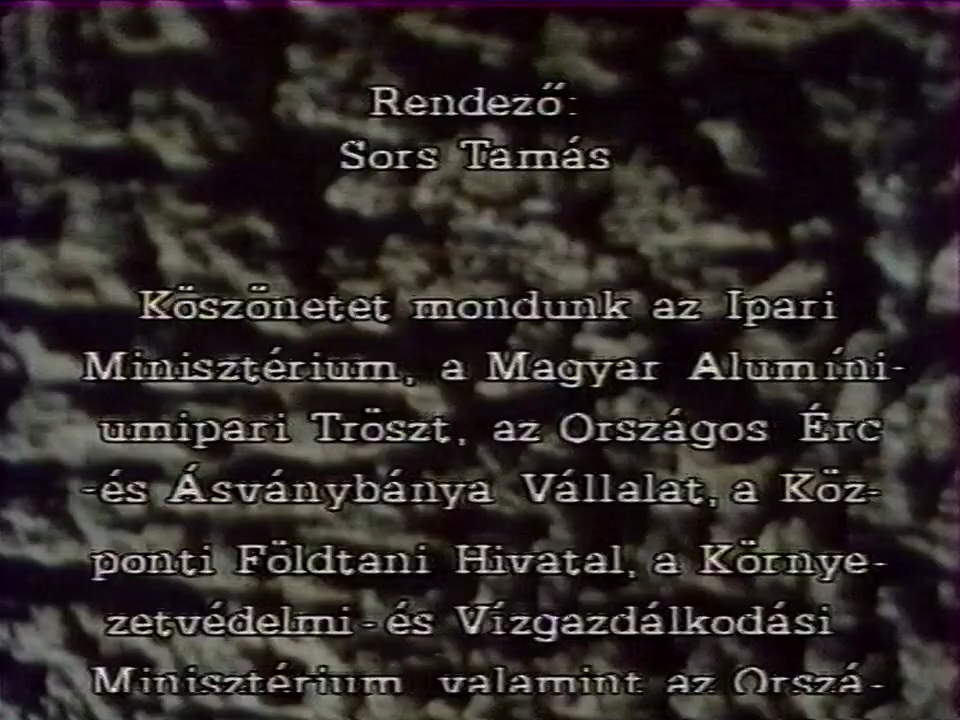 Rendező:
Sors Tamás
Köszönetet mondunk az Ipari
Minisztérium, a Magyar Alumíni-
umipari Tröszt, az Országos Érc
-és Ásványbánya Vállalat, a Köz-
ponti Földtani Hivatal, a Környe-
zetvédelmi-és Vízgazdálkodási
Minisztérium valamint az Orszá-